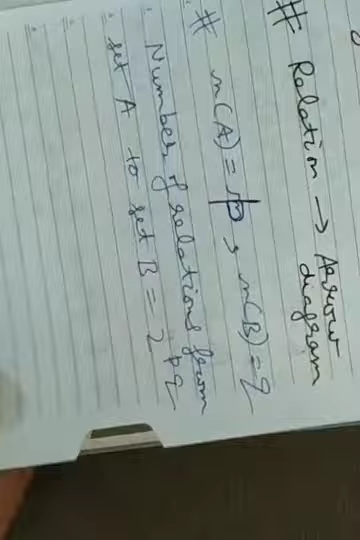 # Relation → Arrow
diagram
# n(A) = p, n(B) = q
Number of relations from
set A to set B = 2^pq